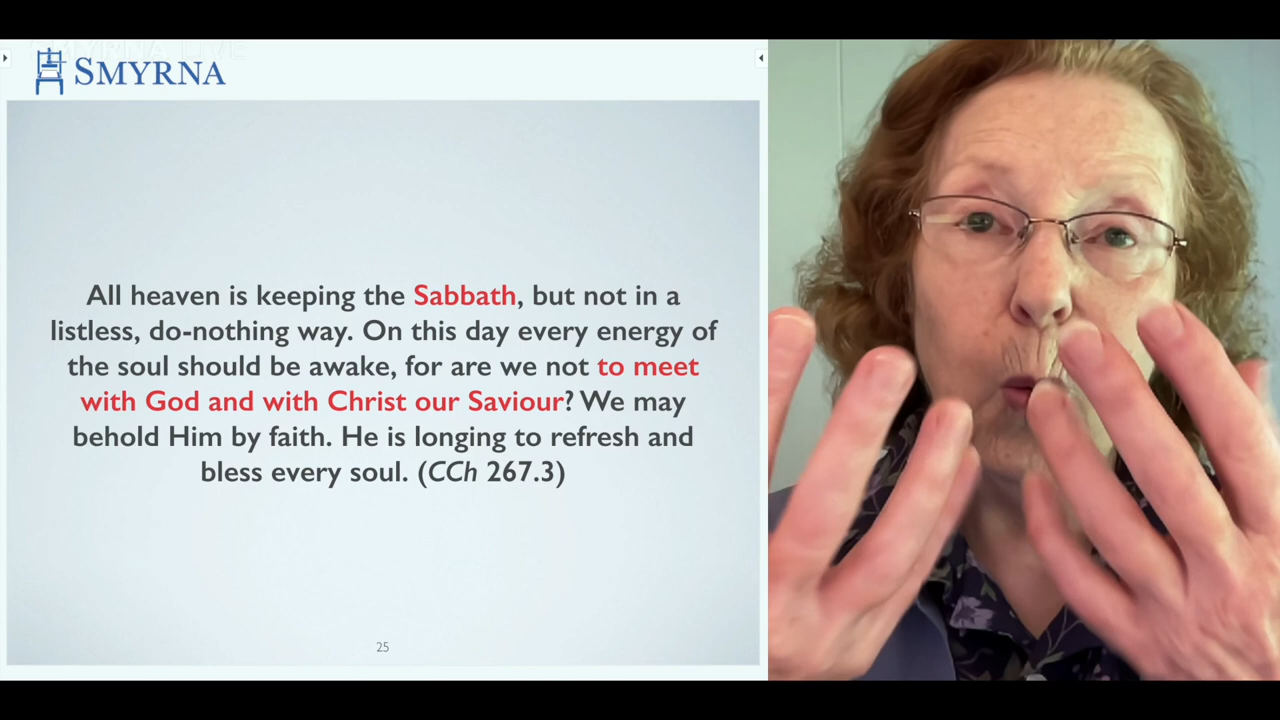 SMYRNA LIVE
SMYRNA
All heaven is keeping the Sabbath, but not in a
listless, do-nothing way. On this day every energy of
the soul should be awake, for are we not to meet
with God and with Christ our Saviour? We may
behold Him by faith. He is longing to refresh and
bless every soul. (CCh 267.3)
25